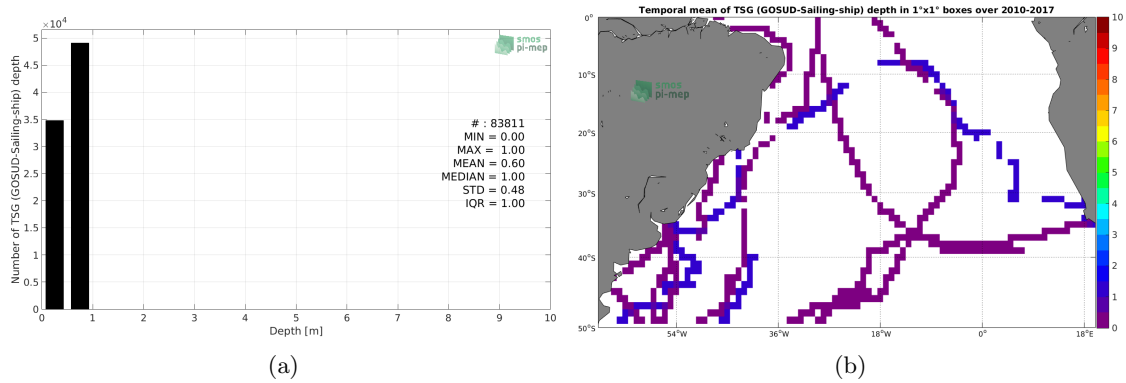 ×10⁴
5
4.5
4
3.5
3
2.5
2
1.5
1
0.5
0
Number of TSG (GOSUD-Sailing-ship) depth
smos
pi-mep
# : 83811
MIN = 0.00
MAX = 1.00
MEAN = 0.60
MEDIAN = 1.00
STD = 0.48
IQR = 1.00
0 1 2 3 4 5 6 7 8 9 10
Depth [m]
(a)
Temporal mean of TSG (GOSUD-Sailing-ship) depth in 1°x1° boxes over 2010-2017
0°
10°S
20°S
30°S
40°S
50°S
smos
pi-mep
54°W 36°W 18°W 0° 18°E
10
9
8
7
6
5
4
3
2
1
0
(b)